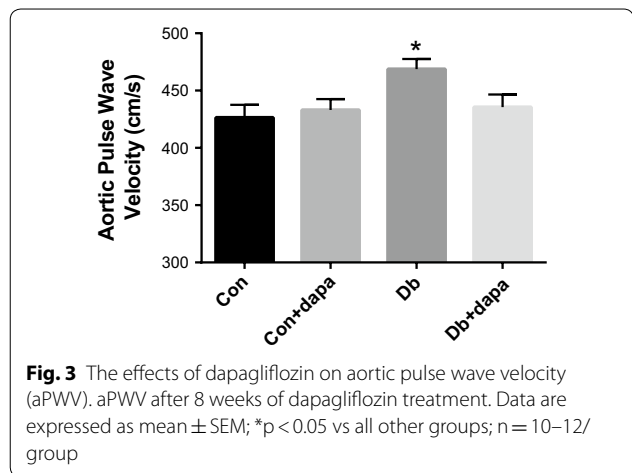 Aortic Pulse Wave
Velocity (cm/s)
500
450
400
350
300
*
Con
Con+dapa
Db
Db+dapa
Fig. 3 The effects of dapagliflozin on aortic pulse wave velocity
(aPWV). aPWV after 8 weeks of dapagliflozin treatment. Data are
expressed as mean ± SEM; *p < 0.05 vs all other groups; n = 10–12/
group